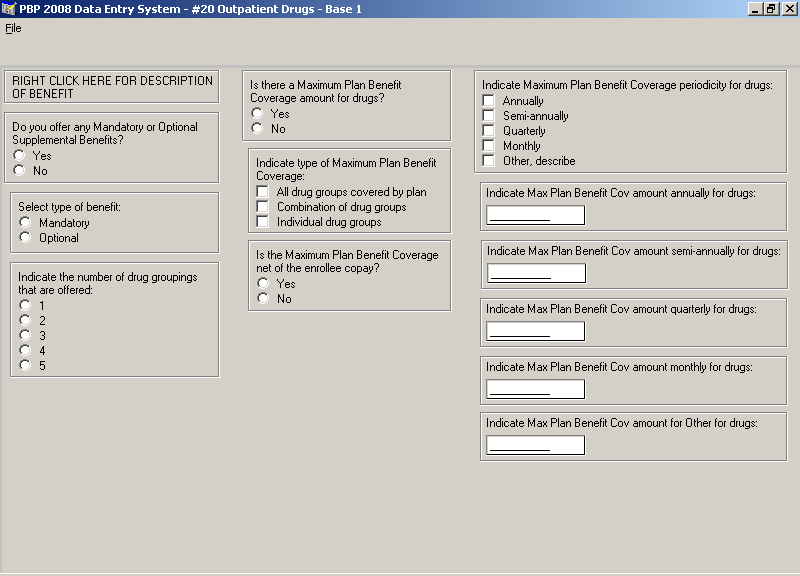 PBP 2008 Data Entry System - #20 Outpatient Drugs - Base 1
File
RIGHT CLICK HERE FOR DESCRIPTION
OF BENEFIT
Do you offer any Mandatory or Optional
Supplemental Benefits?
Yes
No
Select type of benefit:
Mandatory
Optional
Indicate the number of drug groupings
that are offered:
1
2
3
4
5
Is there a Maximum Plan Benefit
Coverage amount for drugs?
Yes
No
Indicate type of Maximum Plan Benefit
Coverage:
All drug groups covered by plan
Combination of drug groups
Individual drug groups
Is the Maximum Plan Benefit Coverage
net of the enrollee copay?
Yes
No
Indicate Maximum Plan Benefit Coverage periodicity for drugs:
Annually
Semi-annually
Quarterly
Monthly
Other, describe
Indicate Max Plan Benefit Cov amount annually for drugs:
Indicate Max Plan Benefit Cov amount semi-annually for drugs:
Indicate Max Plan Benefit Cov amount quarterly for drugs:
Indicate Max Plan Benefit Cov amount monthly for drugs:
Indicate Max Plan Benefit Cov amount for Other for drugs: